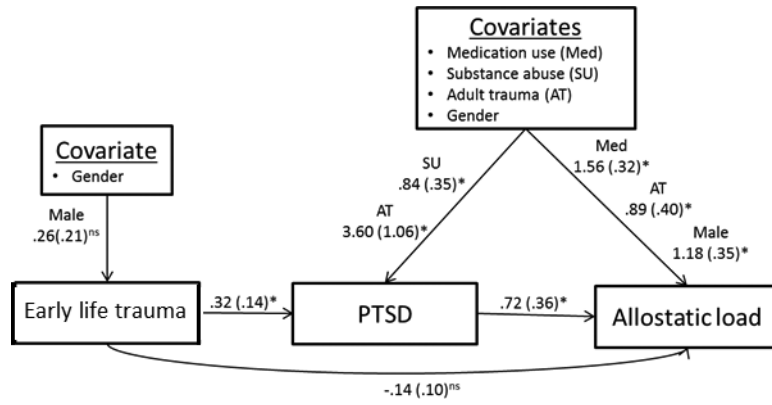 Covariates
• Medication use (Med)
• Substance abuse (SU)
• Adult trauma (AT)
• Gender
Covariate
• Gender
Male
.26(.21)ns
SU
.84 (.35)*
AT
3.60 (1.06)*
Med
1.56 (.32)*
AT
.89 (.40)*
Male
1.18 (.35)*
Early life trauma
.32 (.14)*
PTSD
.72 (.36)*
Allostatic load
-.14 (.10)ns